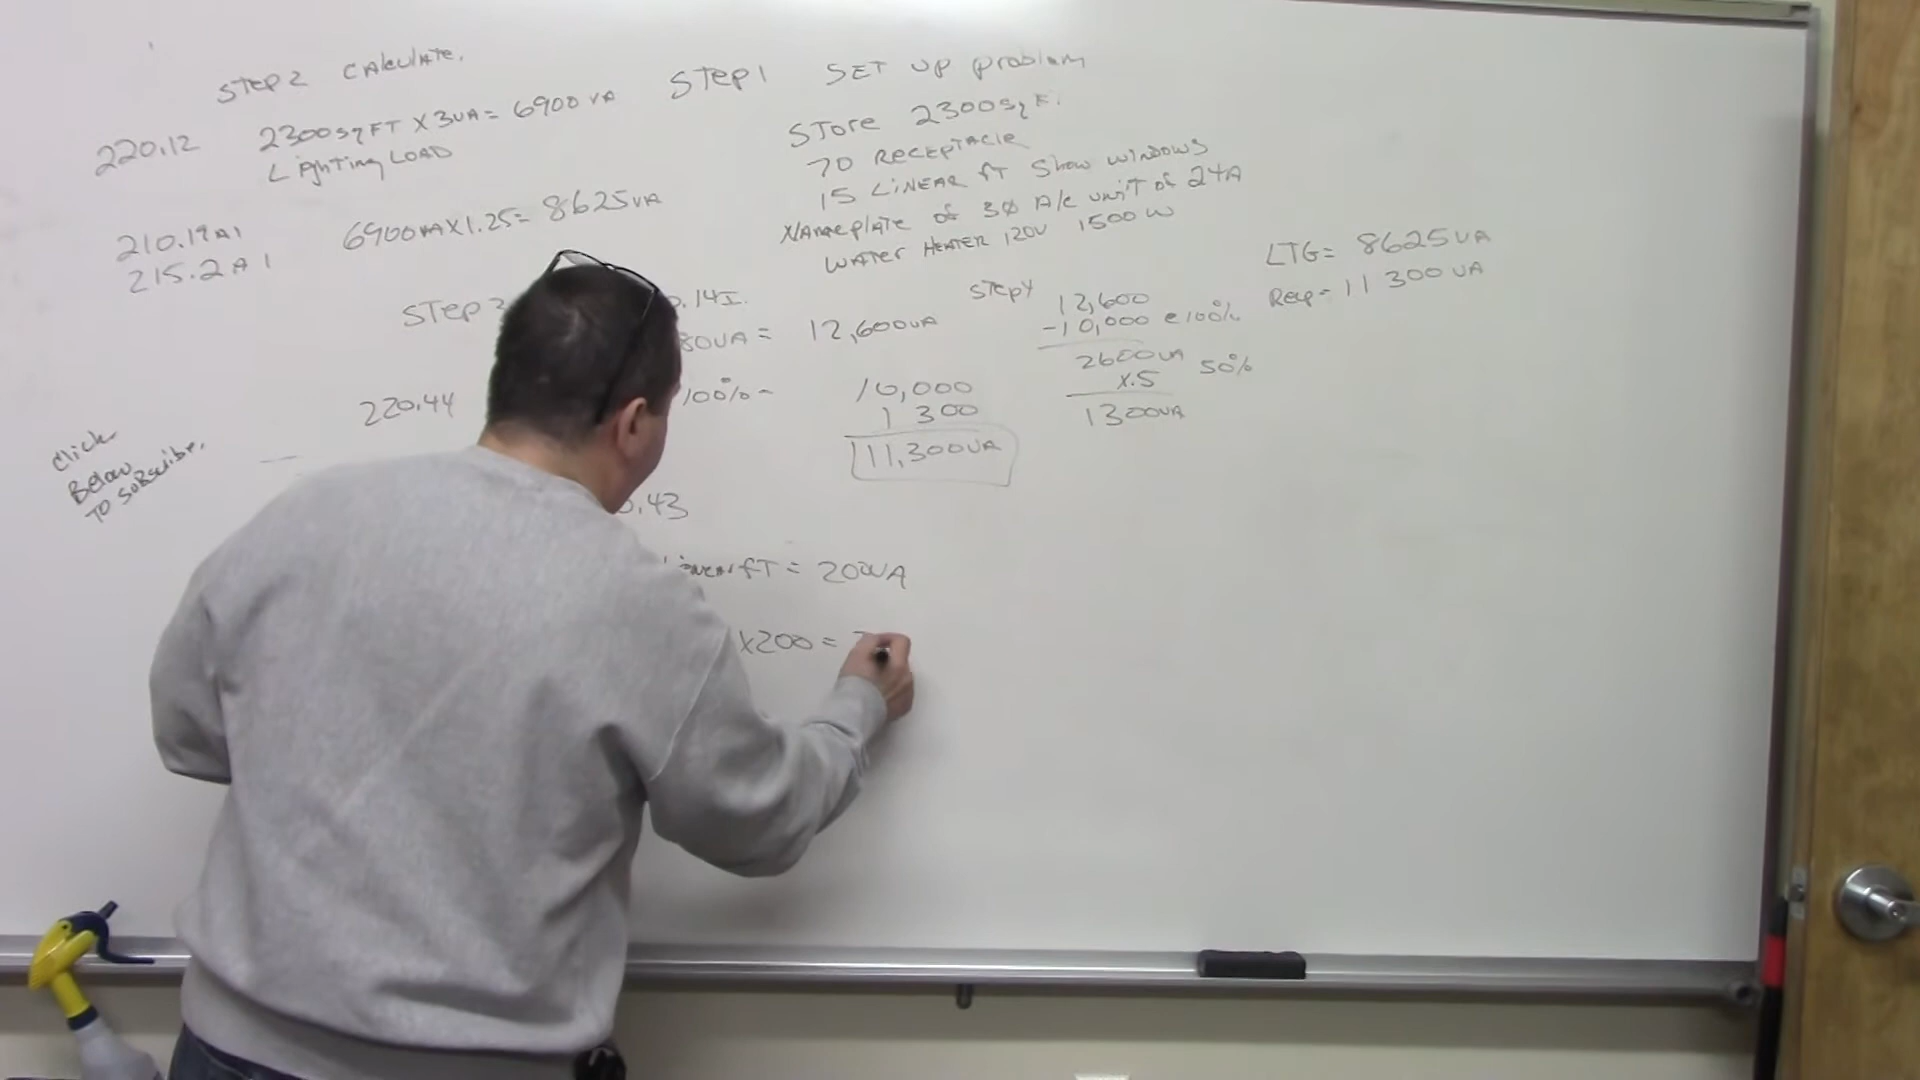 STEP 2 CALCULATE.
220.12 2300 SQ FT X 3VA = 6900 VA
Lighting LOAD
210.19A1 6900VA X 1.25 = 8625VA
215.2A1
STEP 3 .14I.
80VA = 12,600VA
220.44 100%
10,000
1 300
11,300VA
Click
Below
TO SUBSCRIBE.
.43
Linear FT = 200VA
X200 =
STEP 1 SET UP problem
STORE 2300 SQ FT.
70 RECEPTACLE
15 LINEAR FT SHOW WINDOWS
NAMEPLATE OF 3Ø A/C UNIT OF 24A
WATER HEATER 120V 1500W
STEP 4 12,600
-10,000 @ 100%
2600VA 50%
X.5
1300VA
LTG = 8625VA
Recp = 11 300 VA